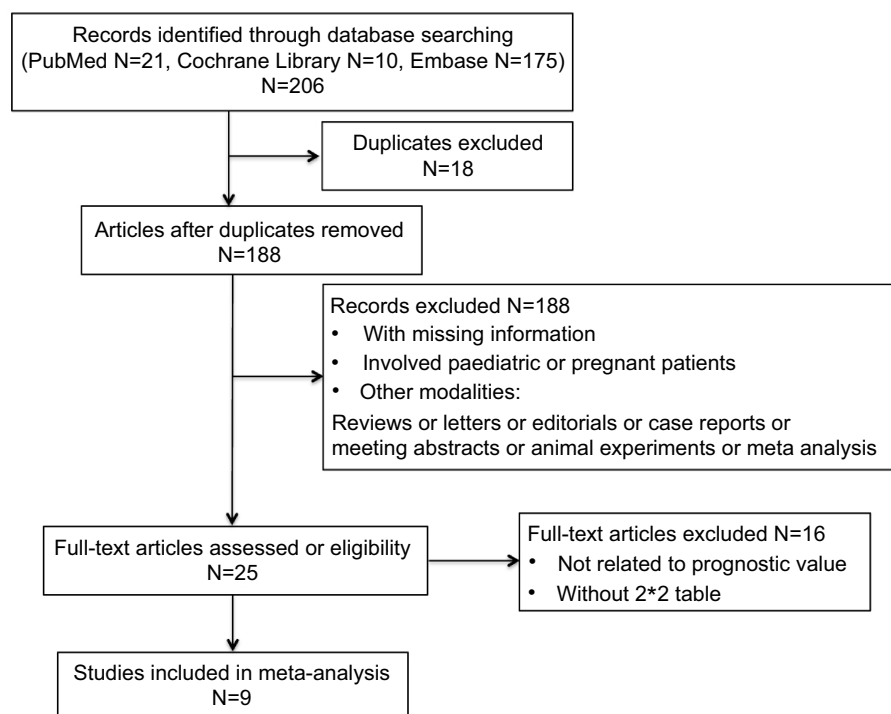 Records identified through database searching
(PubMed N=21, Cochrane Library N=10, Embase N=175)
N=206
Duplicates excluded
N=18
Articles after duplicates removed
N=188
Records excluded N=188
• With missing information
• Involved paediatric or pregnant patients
• Other modalities:
Reviews or letters or editorials or case reports or
meeting abstracts or animal experiments or meta analysis
Full-text articles assessed or eligibility
N=25
Full-text articles excluded N=16
• Not related to prognostic value
• Without 2*2 table
Studies included in meta-analysis
N=9